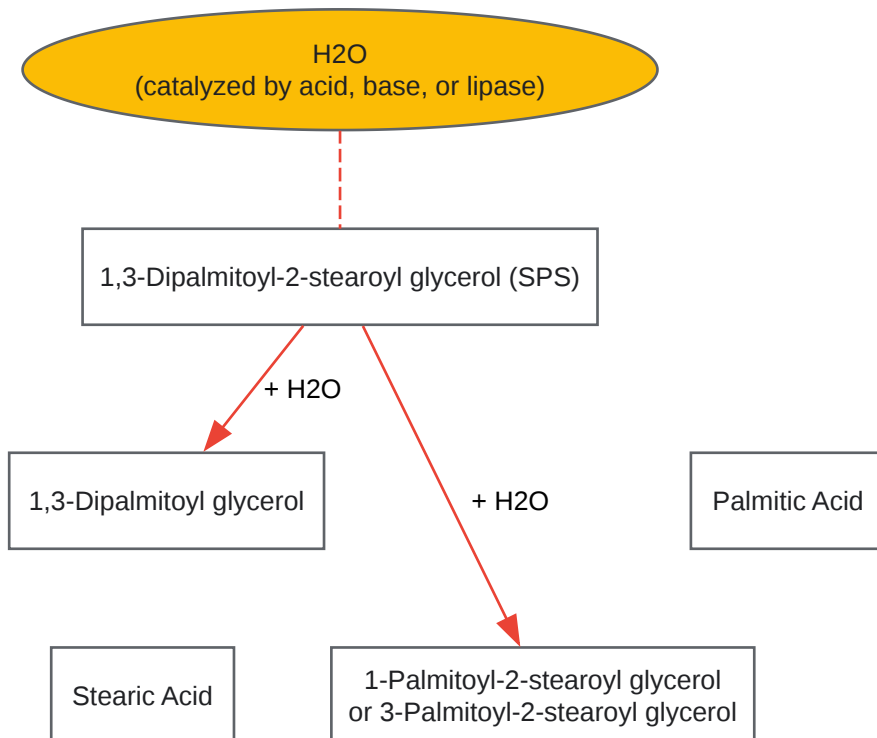 H2O
(catalyzed by acid, base, or lipase)
1,3-Dipalmitoyl-2-stearoyl glycerol (SPS)
+ H2O
1,3-Dipalmitoyl glycerol
+ H2O
Palmitic Acid
Stearic Acid
1-Palmitoyl-2-stearoyl glycerol
or 3-Palmitoyl-2-stearoyl glycerol